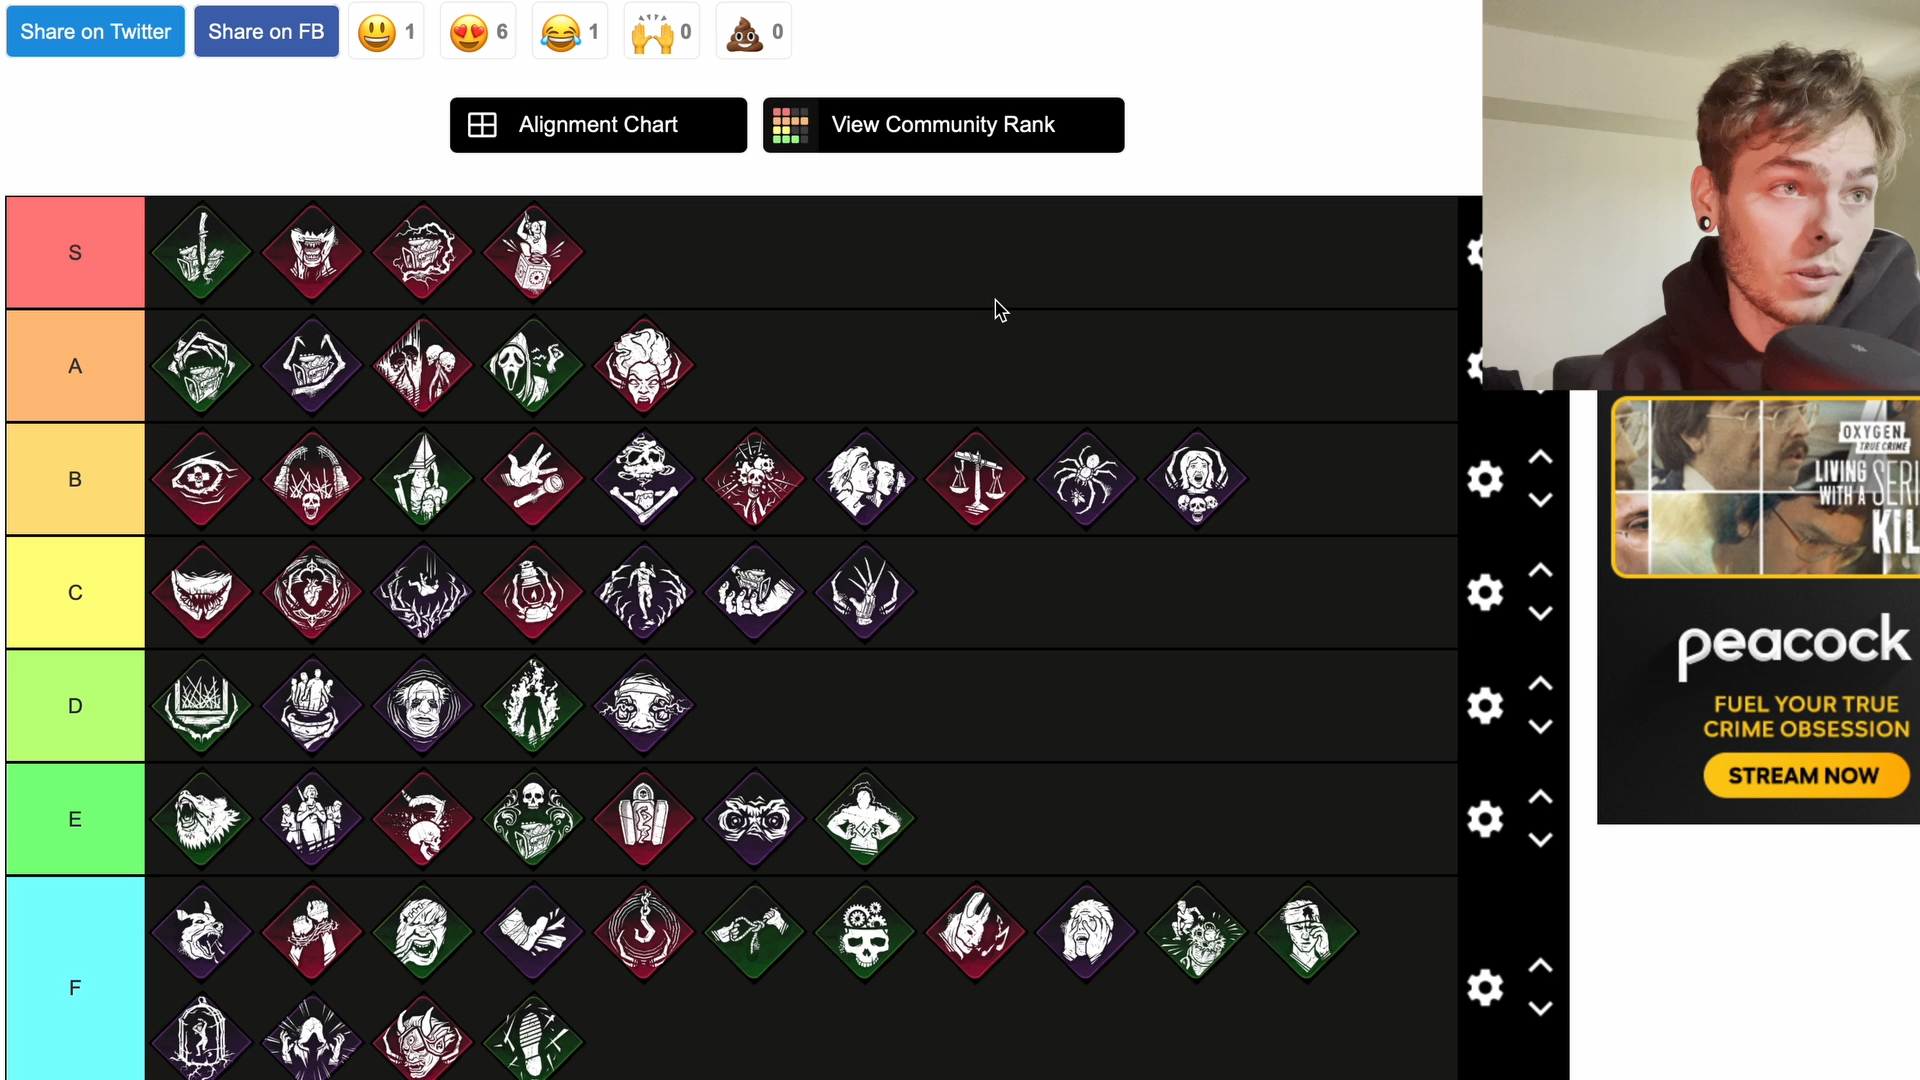 Share on Twitter
Share on FB
1
6
1
0
0
Alignment Chart
View Community Rank
S
A
B
C
D
E
F
OXYGEN
TRUE CRIME
LIVING
WITH A
peacock
FUEL YOUR TRUE
CRIME OBSESSION
STREAM NOW